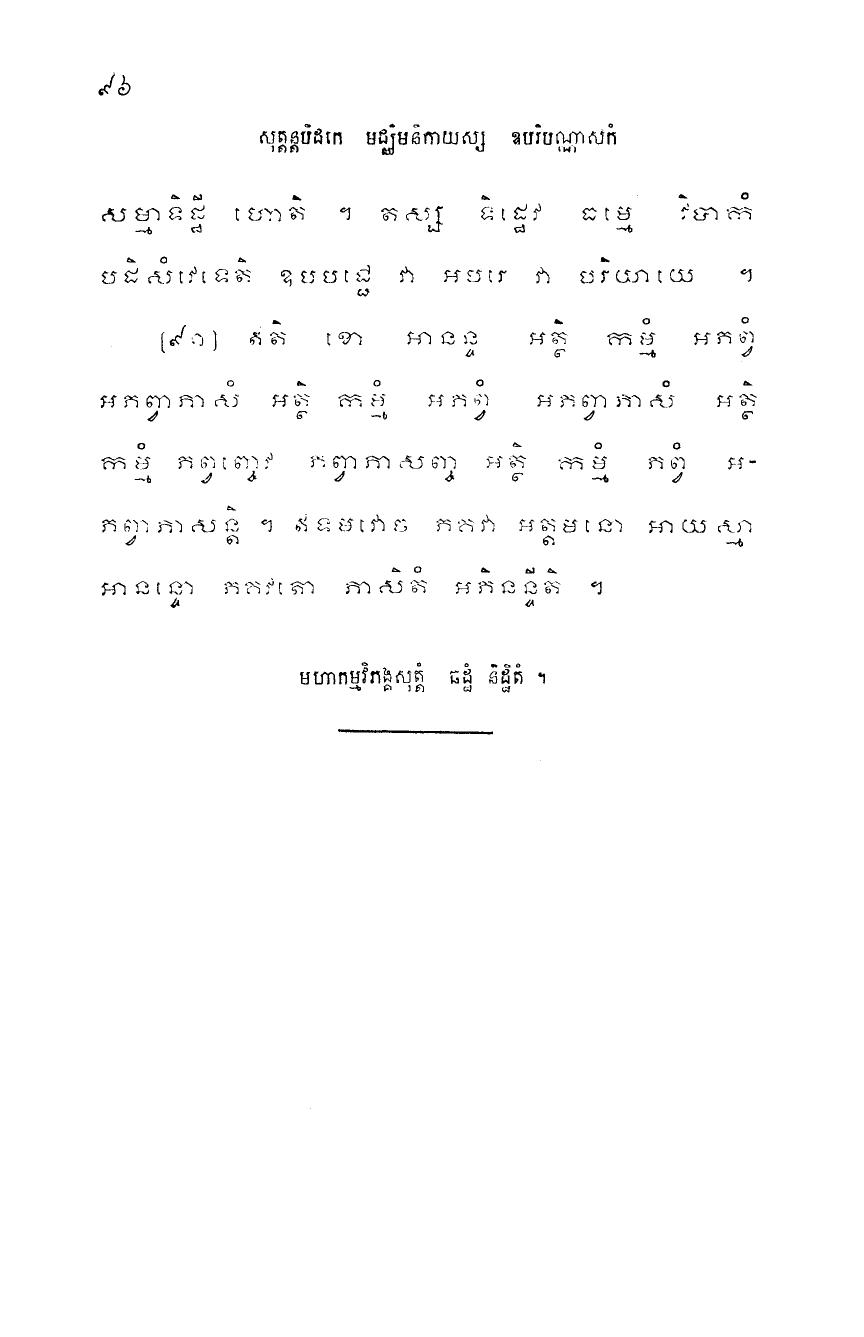 ៩៦
សុត្តន្តបិដកេ មជ្ឈិមនិកាយស្ស ឧបរិបណ្ណាសកំ
សម្មាទិដ្ឋី ហោតិ ។ តស្ស ទិដ្ឋេវ ធម្មេ វិបាកំ
បដិសំវេទេតិ ឧបបជ្ជេ វា អបរេ វា បរិយាយេ ។
(៩១) ឥតិ ខោ អានន្ទ អត្ថិ កម្មំ អភព្វំ
អភព្វាភាសំ អត្ថិ កម្មំ អភព្វំ អភព្វាភាសំ អត្ថិ
កម្មំ ភព្វញ្ចេវ ភព្វាភាសញ្ច អត្ថិ កម្មំ ភព្វំ អ-
ភព្វាភាសន្តិ ។ ឥទមវោច ភគវា អត្តមនោ អាយស្មា
អានន្ទោ ភគវតោ ភាសិតំ អភិនន្ទីតិ ។
មហាកម្មវិភង្គសុត្តំ ឆដ្ឋំ និដ្ឋិតំ ។